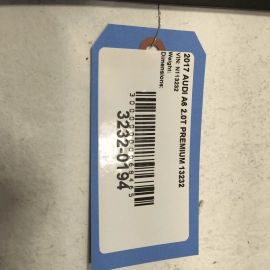 2017 AUDI A6 2.0T PREMIUM 13232
VIN: N113232
Weight:
Dimensions:
3232-0194